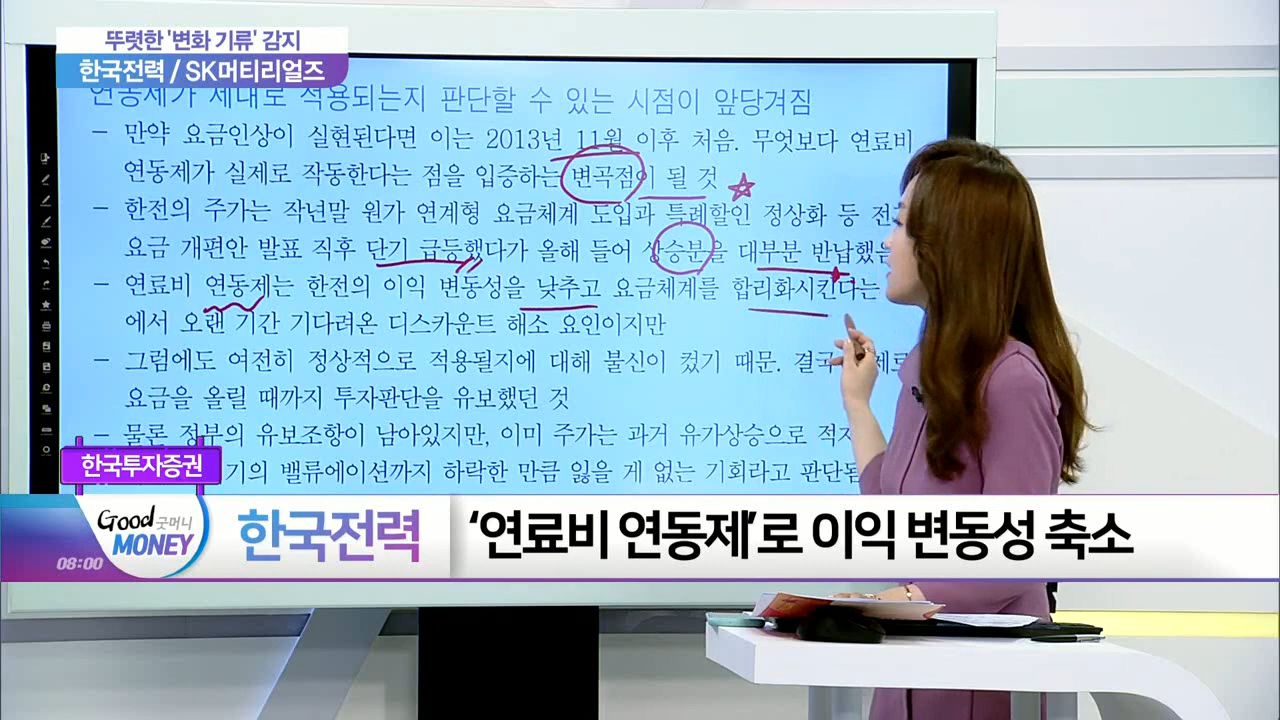 뚜렷한 '변화 기류' 감지
한국전력 / SK머티리얼즈
연동제가 제대로 적용되는지 판단할 수 있는 시점이 앞당겨짐
– 만약 요금인상이 실현된다면 이는 2013년 11월 이후 처음. 무엇보다 연료비
연동제가 실제로 작동한다는 점을 입증하는 변곡점이 될 것
– 한전의 주가는 작년말 원가 연계형 요금체계 도입과 특례할인 정상화 등 전
요금 개편안 발표 직후 단기 급등했다가 올해 들어 상승분을 대부분 반납했음
– 연료비 연동제는 한전의 이익 변동성을 낮추고 요금체계를 합리화시킨다는
에서 오랜 기간 기다려온 디스카운트 해소 요인이지만
– 그럼에도 여전히 정상적으로 적용될지에 대해 불신이 컸기 때문. 결국
요금을 올릴 때까지 투자판단을 유보했던 것
– 물론 정부의 유보조항이 남아있지만, 이미 주가는 과거 유가상승으로 적자
기의 밸류에이션까지 하락한 만큼 잃을 게 없는 기회라고 판단됨
한국투자증권
Good 굿머니
MONEY
08:00
한국전력
‘연료비 연동제’로 이익 변동성 축소